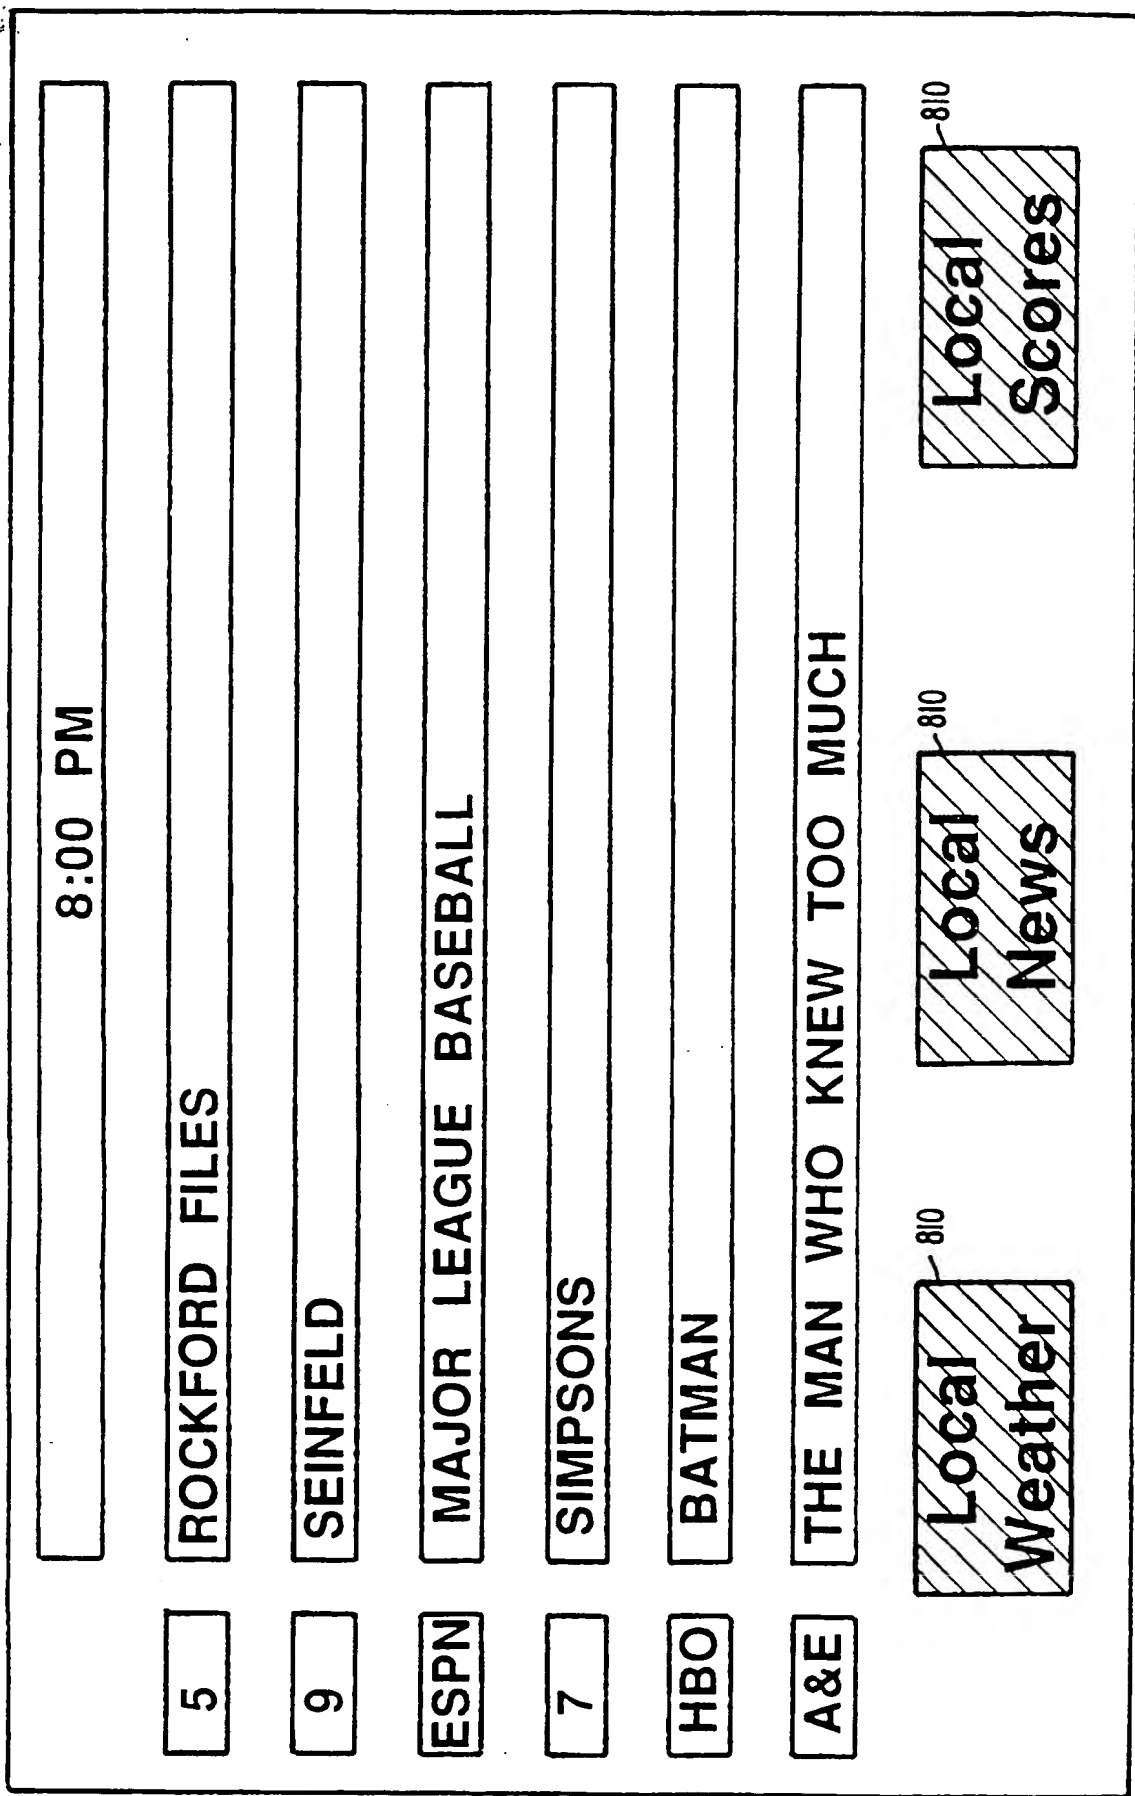 8:00 PM
5 ROCKFORD FILES
9 SEINFELD
ESPN MAJOR LEAGUE BASEBALL
7 SIMPSONS
HBO BATMAN
A&E THE MAN WHO KNEW TOO MUCH
810 810 810
Local Local Local
Weather News Scores